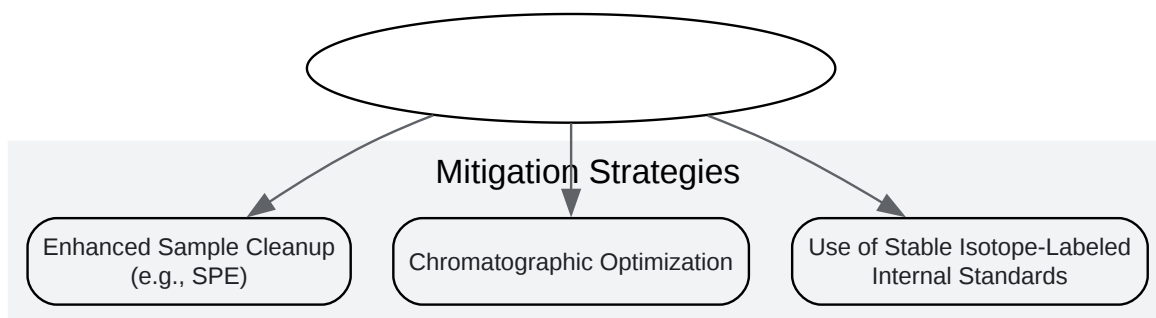 Mitigation Strategies
Enhanced Sample Cleanup
(e.g., SPE)
Chromatographic Optimization
Use of Stable Isotope-Labeled
Internal Standards